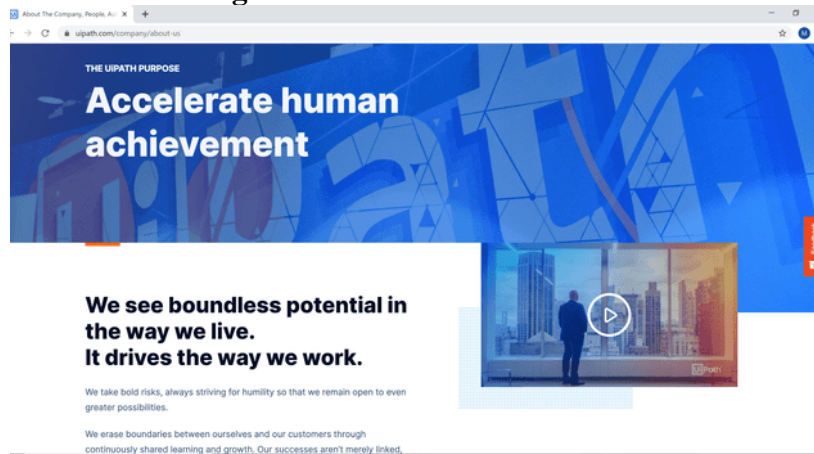 About The Company, People, Au
uipath.com/company/about-us
M
THE UIPATH PURPOSE
Accelerate human
achievement
We see boundless potential in
the way we live.
It drives the way we work.
UiPath
We take bold risks, always striving for humility so that we remain open to even
greater possibilities.
We erase boundaries between ourselves and our customers through
continuously shared learning and growth. Our successes aren't merely linked,